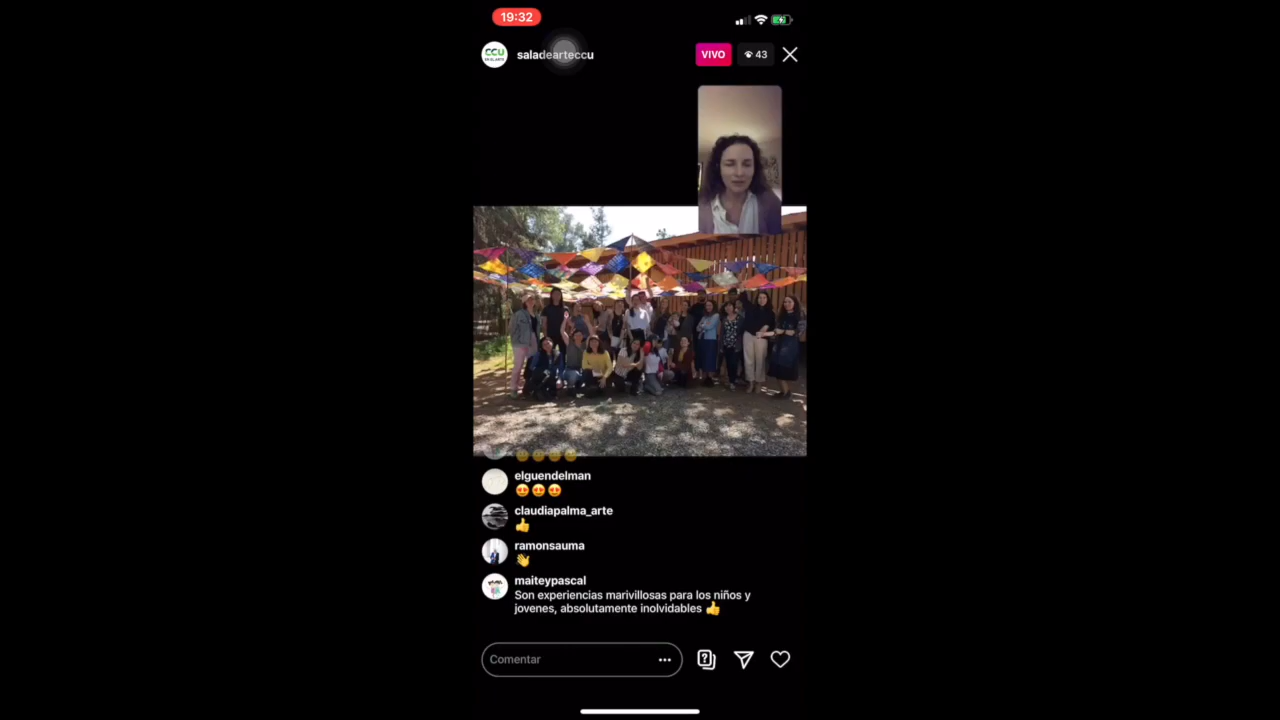 19:32
CCU
saladearteccu
VIVO
43
elguendelman
😍😍😍
claudiapalma_arte
👍
ramonsauma
👋
maiteypascal
Son experiencias marivillosas para los niños y
jovenes, absolutamente inolvidables 👍
Comentar